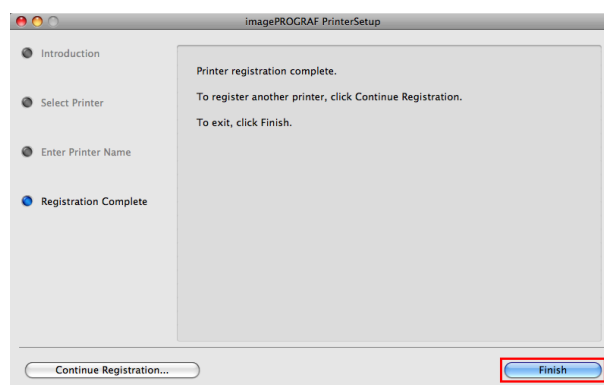 imagePROGRAF PrinterSetup
Introduction
Select Printer
Enter Printer Name
Registration Complete
Printer registration complete.
To register another printer, click Continue Registration.
To exit, click Finish.
Continue Registration...
Finish